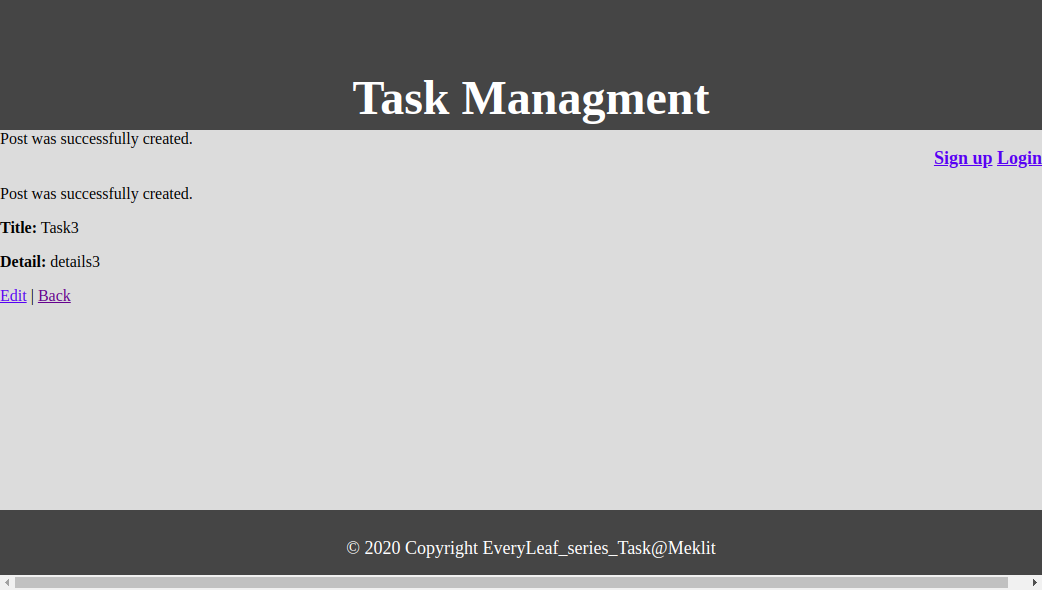 Task Managment
Post was successfully created.
Sign up Login
Post was successfully created.
Title: Task3
Detail: details3
Edit | Back
© 2020 Copyright EveryLeaf_series_Task@Meklit